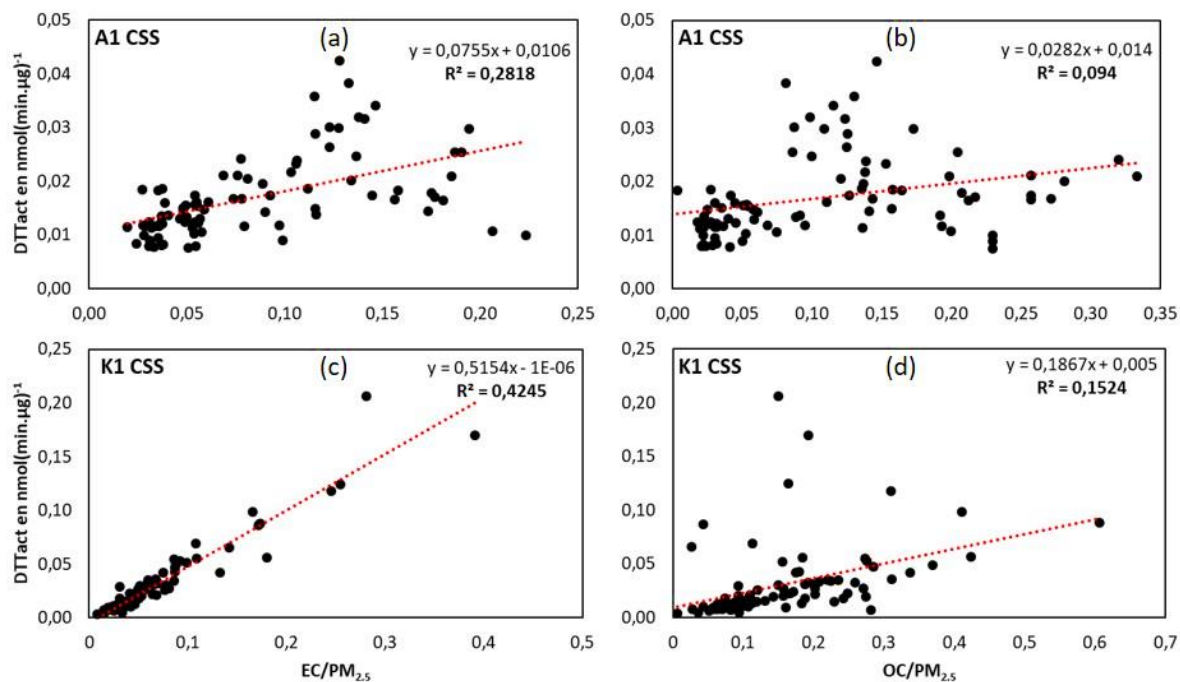 A1 CSS (a)
y = 0,0755x + 0,0106
R² = 0,2818
DTTact en nmol(min.µg)⁻¹
0,05
0,04
0,03
0,02
0,01
0,00
0,00 0,05 0,10 0,15 0,20 0,25
A1 CSS (b)
y = 0,0282x + 0,014
R² = 0,094
0,05
0,04
0,03
0,02
0,01
0,00
0,00 0,05 0,10 0,15 0,20 0,25 0,30 0,35
K1 CSS (c)
y = 0,5154x - 1E-06
R² = 0,4245
DTTact en nmol(min.µg)⁻¹
0,25
0,20
0,15
0,10
0,05
0,00
0 0,1 0,2 0,3 0,4 0,5
EC/PM₂.₅
K1 CSS (d)
y = 0,1867x + 0,005
R² = 0,1524
0,25
0,20
0,15
0,10
0,05
0,00
0 0,1 0,2 0,3 0,4 0,5 0,6 0,7
OC/PM₂.₅